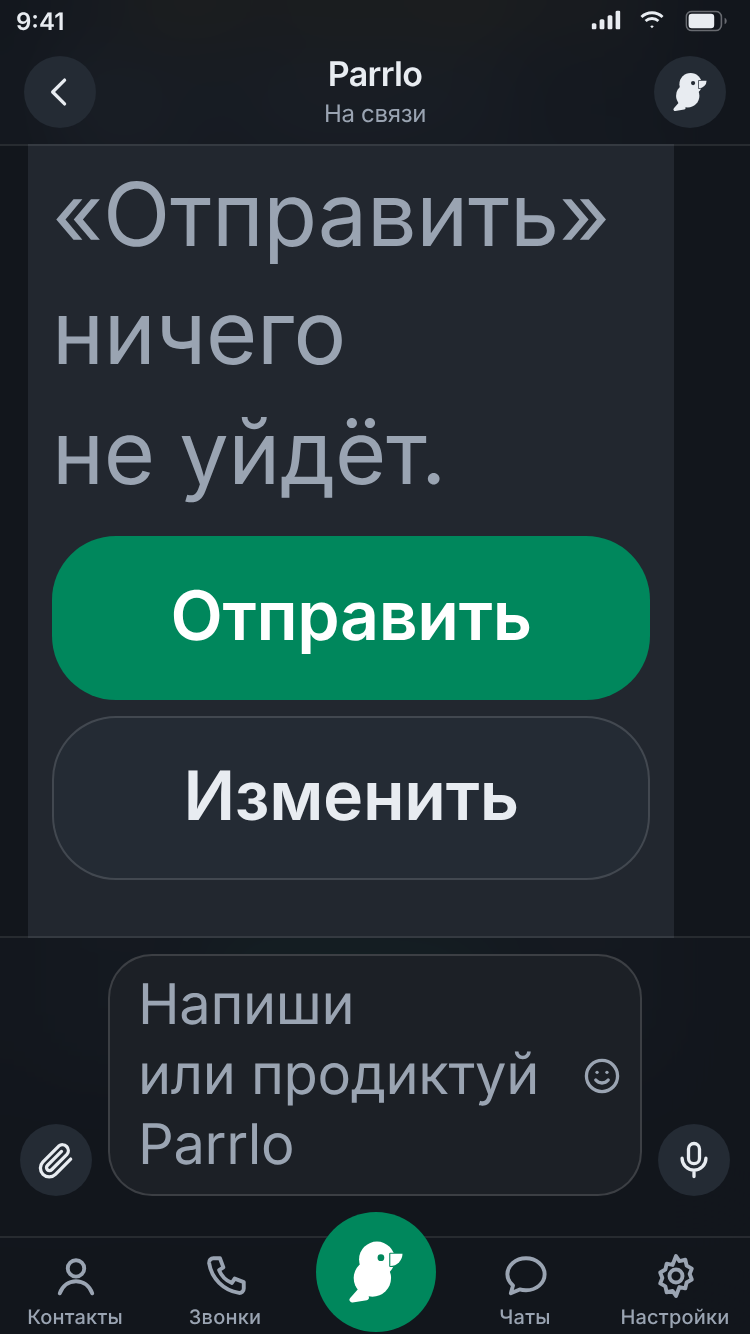 9:41
Parrlo
На связи
«Отправить»
ничего
не уйдёт.
Отправить
Изменить
Напиши
или продиктуй
Parrlo
Контакты
Звонки
Чаты
Настройки